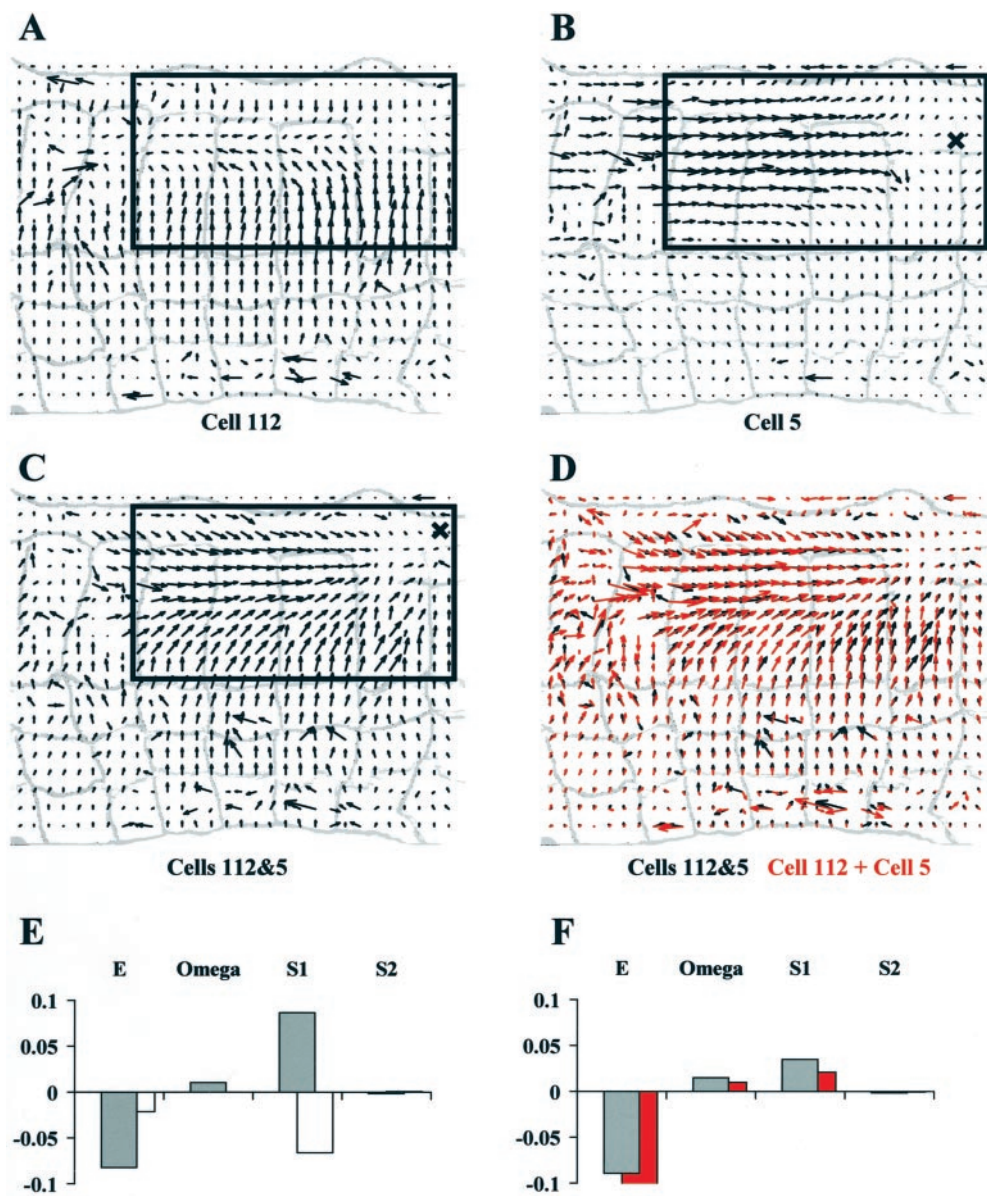 A
B
Cell 112
Cell 5
C
D
Cells 112&5
Cells 112&5 Cell 112 + Cell 5
E
E Omega S1 S2
0.1
0.05
0
-0.05
-0.1
F
E Omega S1 S2
0.1
0.05
0
-0.05
-0.1